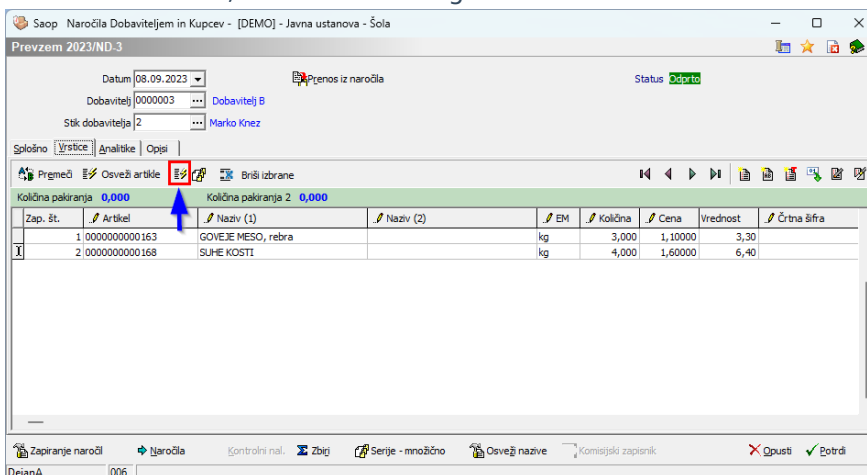 Saop Naročila Dobaviteljem in Kupcev - [DEMO] - Javna ustanova - Šola
Prevzem 2023/ND-3
Datum 08.09.2023 Prenos iz naročila Status Odprto
Dobavitelj 0000003 ... Dobavitelj B
Stik dobavitelja 2 ... Marko Knez
Splošno Vrstice Analitike Opisi
Premeči Osveži artikle Briši izbrane
Količina pakiranja 0,000 Količina pakiranja 2 0,000
Zap. št. Artikel Naziv (1) Naziv (2) EM Količina Cena Vrednost Črtna šifra
1 0000000000163 GOVEJE MESO, rebra kg 3,000 1,10000 3,30
2 0000000000168 SUHE KOSTI kg 4,000 1,60000 6,40
Zapiranje naročil Naročila Kontrolni nal. Zbirj Serije - množično Osveži nazive Komisijski zapisnik Opusti Potrdi
DejanA 006